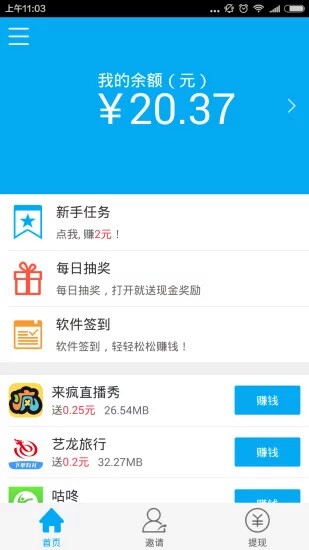 上午11:03
我的余额（元）
￥20.37
新手任务
点我, 赚2元！
每日抽奖
每日抽奖，打开就送现金奖励
软件签到
软件签到，轻轻松松赚钱！
疯
来疯直播秀
送0.25元 26.54MB
赚钱
艺龙旅行
送0.2元 32.27MB
赚钱
咕咚
首页
邀请
提现